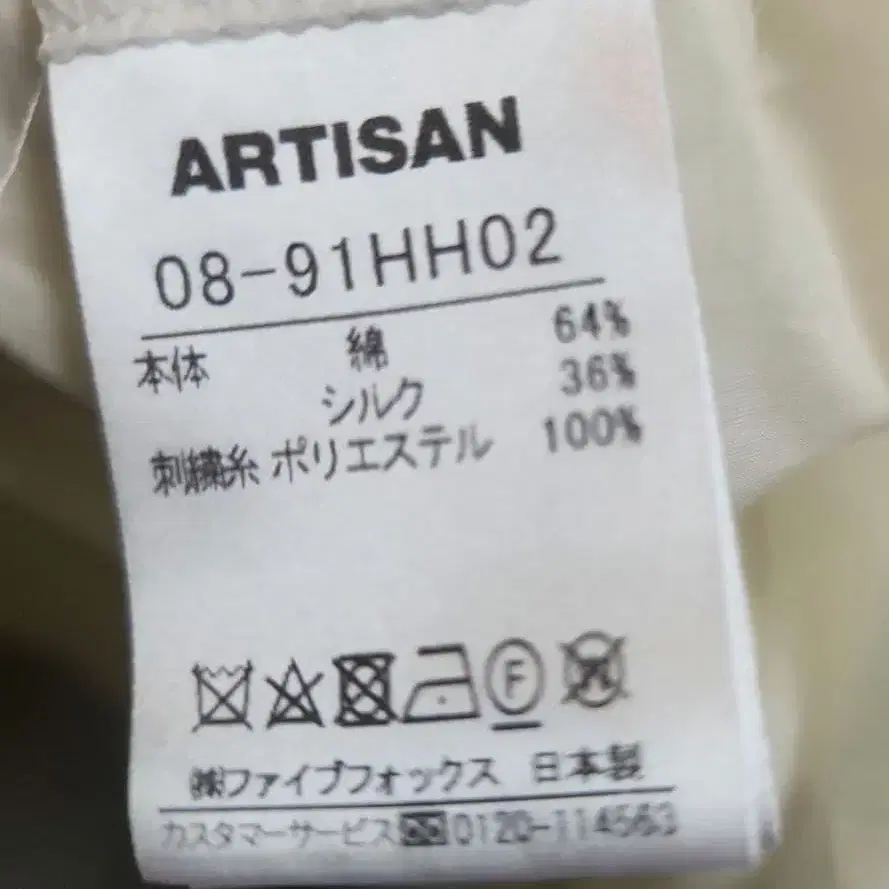 ARTISAN
08-91HH02
本体 綿 64%
シルク 36%
刺繍糸 ポリエステル 100%
F
㈱ファイブフォックス 日本製
カスタマーサービス 0120-114563